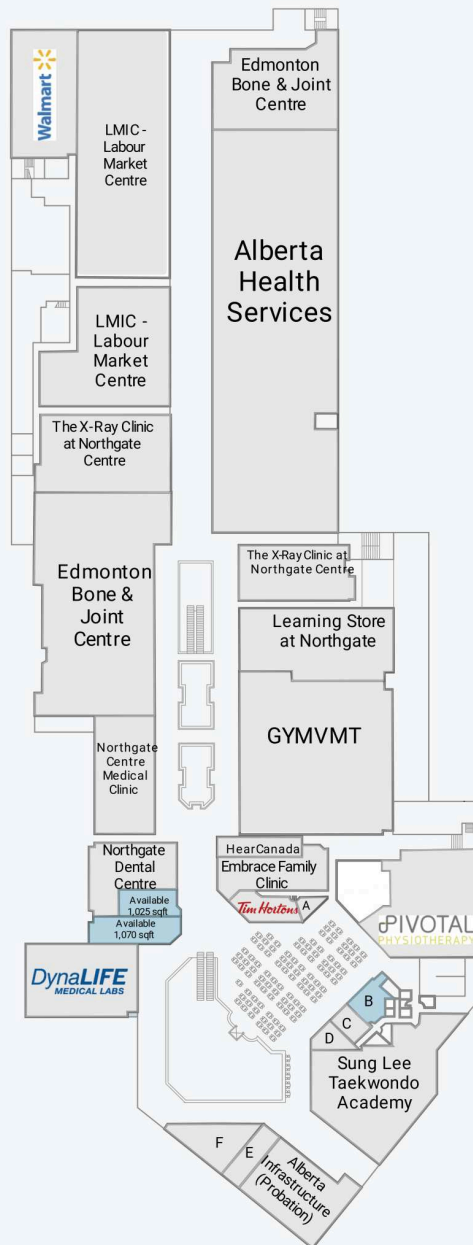 Walmart
LMIC -
Labour
Market
Centre
Edmonton
Bone & Joint
Centre
Alberta
Health
Services
LMIC -
Labour
Market
Centre
The X-Ray Clinic
at Northgate
Centre
Edmonton
Bone &
Joint
Centre
The X-Ray Clinic at
Northgate Centre
Learning Store
at Northgate
GYMVMT
Northgate
Centre
Medical
Clinic
Northgate
Dental
Centre
Available
1,025 sqft
Available
1,070 sqft
HearCanada
Embrace Family
Clinic
Tim Hortons
A
PIVOTAL
PHYSIOTHERAPY
DynaLIFE
MEDICAL LABS
B
C
D
Sung Lee
Taekwondo
Academy
F
E
Alberta
Infrastructure
(Probation)